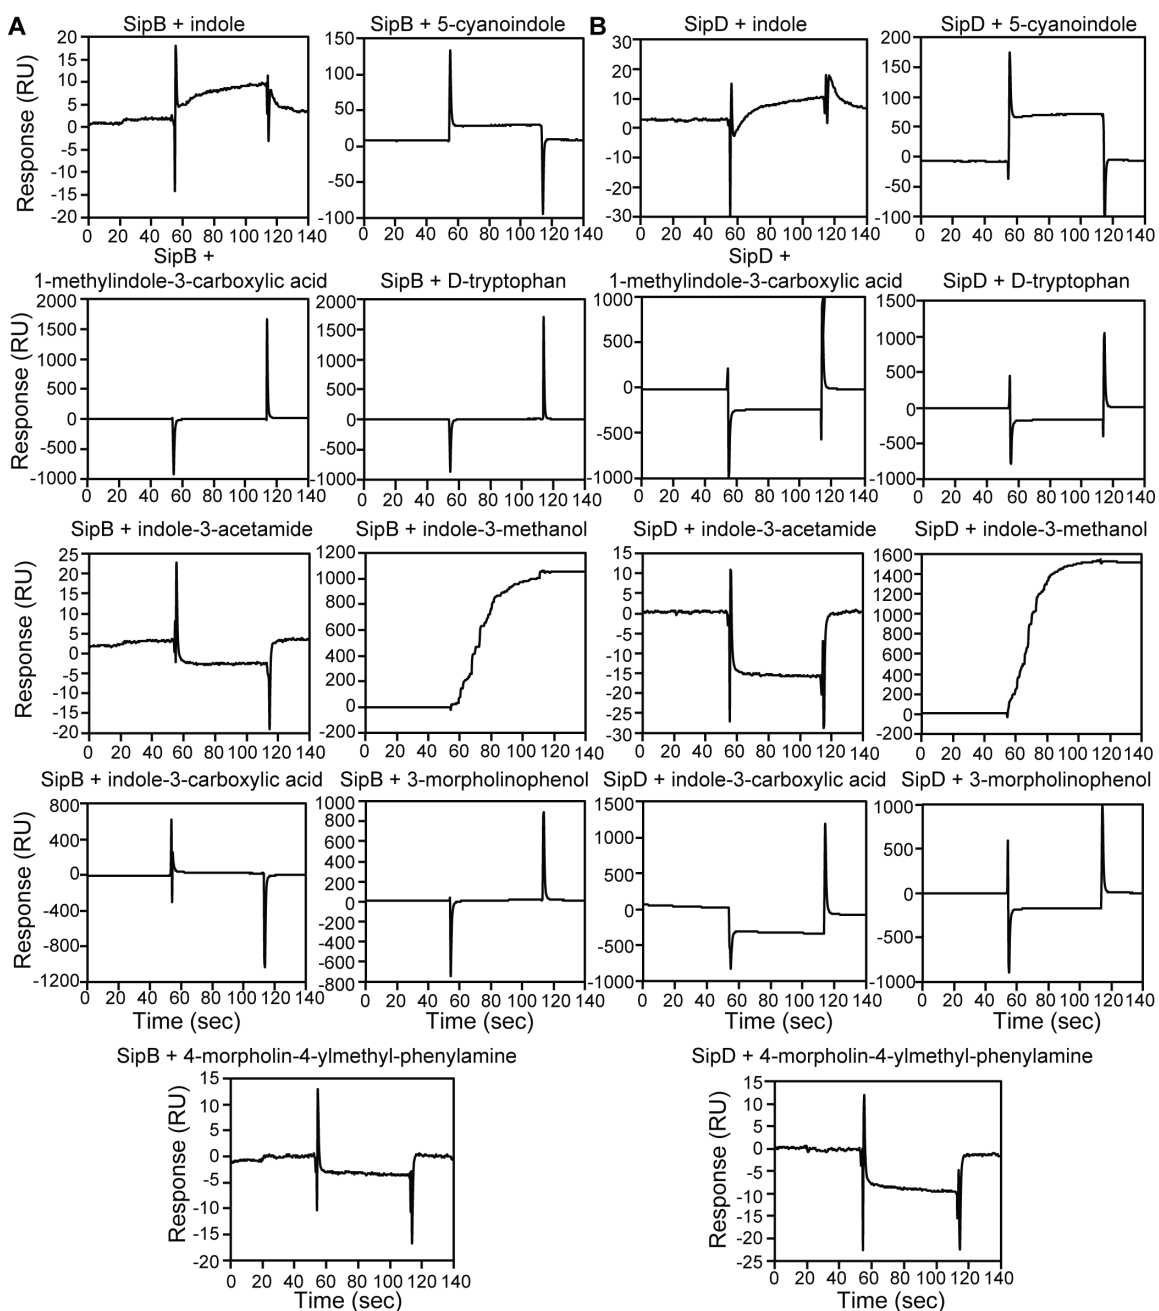 A
SipB + indole
SipB + 5-cyanoindole
B
SipD + indole
SipD + 5-cyanoindole
Response (RU)
20
15
10
5
0
-5
-10
-15
-20
0 20 40 60 80 100 120 140
150
100
50
0
-50
-100
0 20 40 60 80 100 120 140
30
20
10
0
-10
-20
-30
0 20 40 60 80 100 120 140
200
150
100
50
0
-50
-100
0 20 40 60 80 100 120 140
SipB +
1-methylindole-3-carboxylic acid
SipB + D-tryptophan
SipD +
1-methylindole-3-carboxylic acid
SipD + D-tryptophan
Response (RU)
2000
1500
1000
500
0
-500
-1000
0 20 40 60 80 100 120 140
2000
1500
1000
500
0
-500
-1000
0 20 40 60 80 100 120 140
1000
500
0
-500
-1000
0 20 40 60 80 100 120 140
1500
1000
500
0
-500
-1000
0 20 40 60 80 100 120 140
SipB + indole-3-acetamide
SipB + indole-3-methanol
SipD + indole-3-acetamide
SipD + indole-3-methanol
Response (RU)
25
20
15
10
5
0
-5
-10
-15
-20
0 20 40 60 80 100 120 140
1200
1000
800
600
400
200
0
-200
0 20 40 60 80 100 120 140
15
10
5
0
-5
-10
-15
-20
-25
-30
0 20 40 60 80 100 120 140
1600
1400
1200
1000
800
600
400
200
0
-200
0 20 40 60 80 100 120 140
SipB + indole-3-carboxylic acid
SipB + 3-morpholinophenol
SipD + indole-3-carboxylic acid
SipD + 3-morpholinophenol
Response (RU)
800
400
0
-400
-800
-1200
0 20 40 60 80 100 120 140
Time (sec)
1000
800
600
400
200
0
-200
-400
-600
-800
0 20 40 60 80 100 120 140
Time (sec)
1500
1000
500
0
-500
-1000
0 20 40 60 80 100 120 140
Time (sec)
1000
500
0
-500
-1000
0 20 40 60 80 100 120 140
Time (sec)
SipB + 4-morpholin-4-ylmethyl-phenylamine
SipD + 4-morpholin-4-ylmethyl-phenylamine
Response (RU)
15
10
5
0
-5
-10
-15
-20
0 20 40 60 80 100 120 140
Time (sec)
Response (RU)
15
10
5
0
-5
-10
-15
-20
-25
0 20 40 60 80 100 120 140
Time (sec)